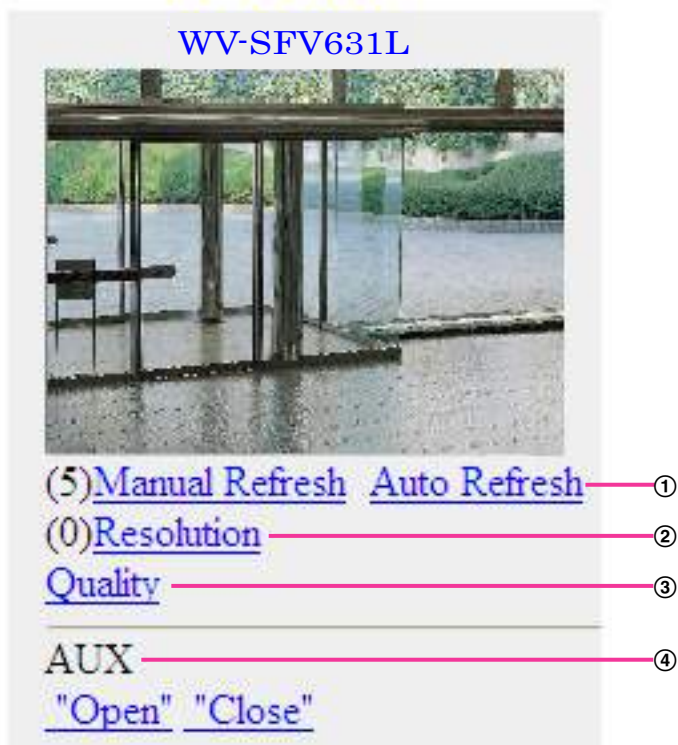 WV-SFV631L
(5)Manual Refresh Auto Refresh ①
(0)Resolution ②
Quality ③
AUX ④
"Open" "Close"